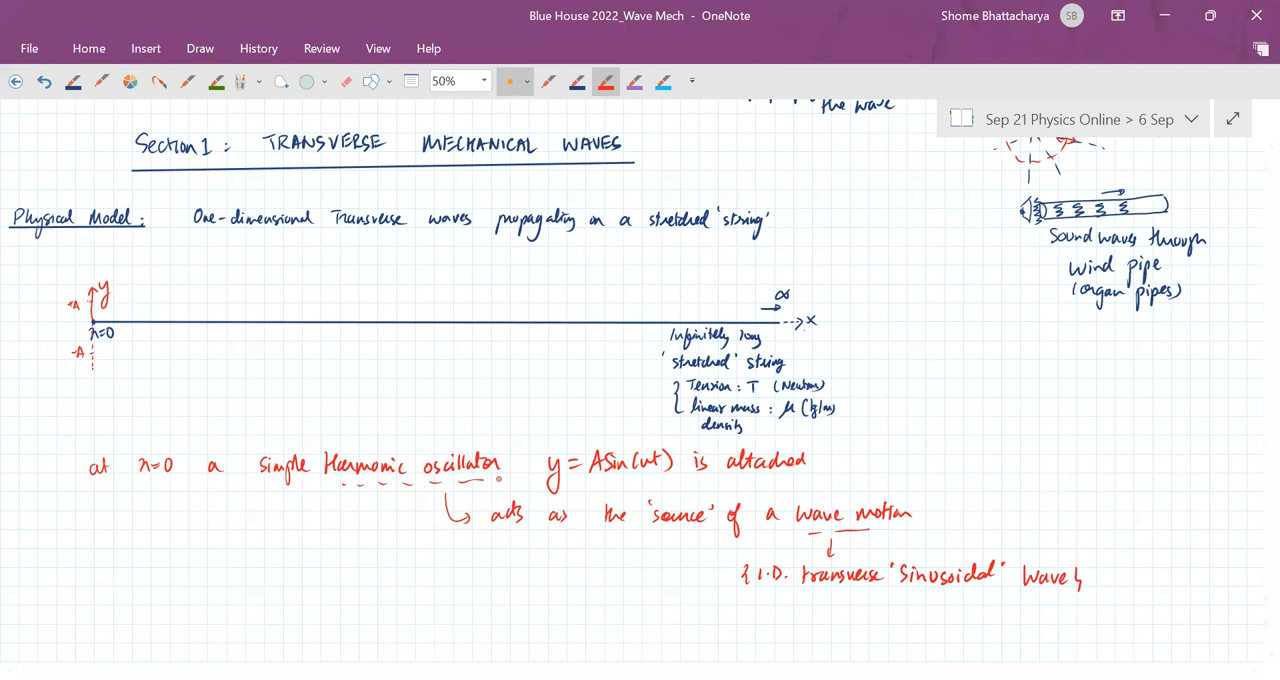 Blue House 2022_Wave Mech - OneNote
Shome Bhattacharya SB
File Home Insert Draw History Review View Help
50%
the wave
Sep 21 Physics Online > 6 Sep
Section 1 : TRANSVERSE MECHANICAL WAVES
Physical Model : One-dimensional Transverse waves propagating on a stretched 'string'
Sound waves through
wind pipe
(organ pipes)
y
+A
∞
x
x=0
-A
Infinitely long
'stretched' string
{ Tension : T (Newtons)
linear mass : μ (kg/m)
density
at x=0 a simple Harmonic oscillator y = ASin(ωt) is attached
↳ acts as the 'source' of a wave motion
{1.D. transverse "Sinusoidal" wave}